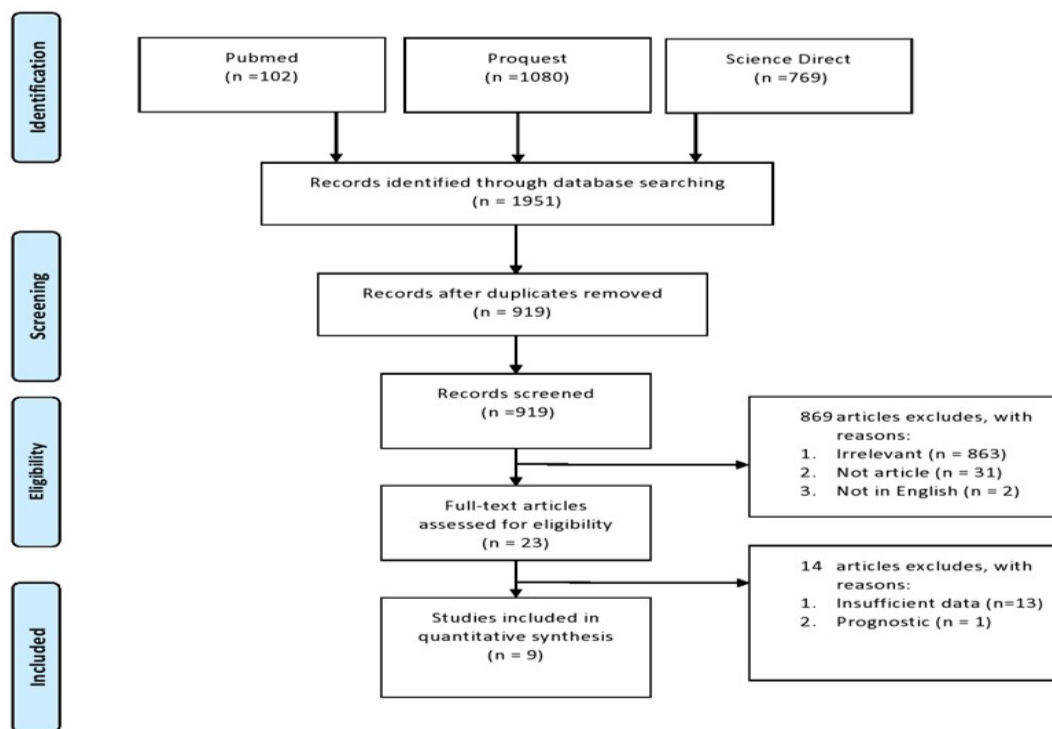 Identification
Pubmed
(n =102)
Proquest
(n =1080)
Science Direct
(n =769)
Records identified through database searching
(n = 1951)
Screening
Records after duplicates removed
(n = 919)
Records screened
(n =919)
Eligibility
869 articles excludes, with
reasons:
1. Irrelevant (n = 863)
2. Not article (n = 31)
3. Not in English (n = 2)
Full-text articles
assessed for eligibility
(n = 23)
14 articles excludes, with
reasons:
1. Insufficient data (n=13)
2. Prognostic (n = 1)
Included
Studies included in
quantitative synthesis
(n = 9)